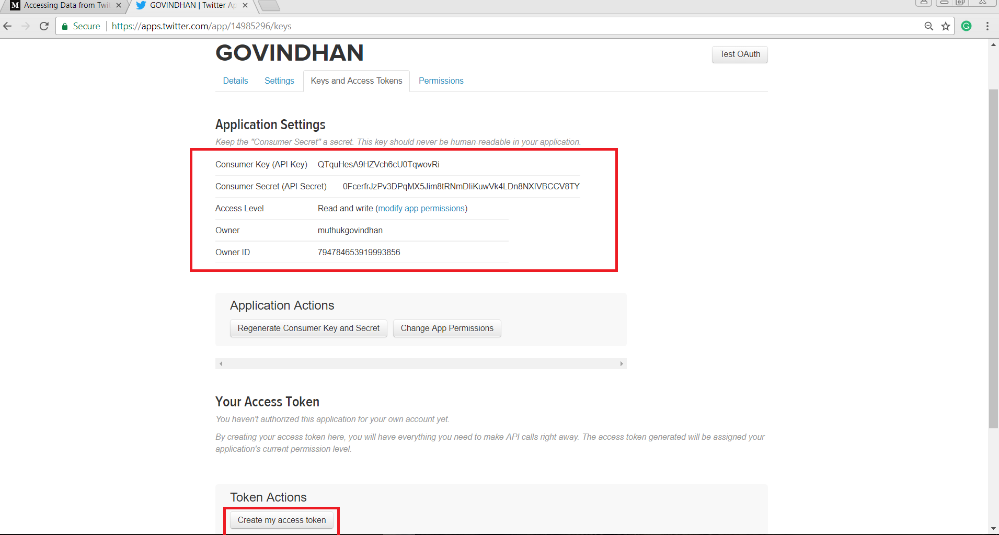 M Accessing Data from Twit
GOVINDHAN | Twitter Ap
Secure https://apps.twitter.com/app/14985296/keys
GOVINDHAN
Test OAuth
Details Settings Keys and Access Tokens Permissions
Application Settings
Keep the "Consumer Secret" a secret. This key should never be human-readable in your application.
Consumer Key (API Key) QTquHesA9HZVch6cU0TqwovRi
Consumer Secret (API Secret) 0FcerfrJzPv3DPqMX5Jim8tRNmDIiKuwVk4LDn8NXIVBCCV8TY
Access Level Read and write (modify app permissions)
Owner muthukgovindhan
Owner ID 794784653919993856
Application Actions
Regenerate Consumer Key and Secret Change App Permissions
Your Access Token
You haven't authorized this application for your own account yet.
By creating your access token here, you will have everything you need to make API calls right away. The access token generated will be assigned your
application's current permission level.
Token Actions
Create my access token